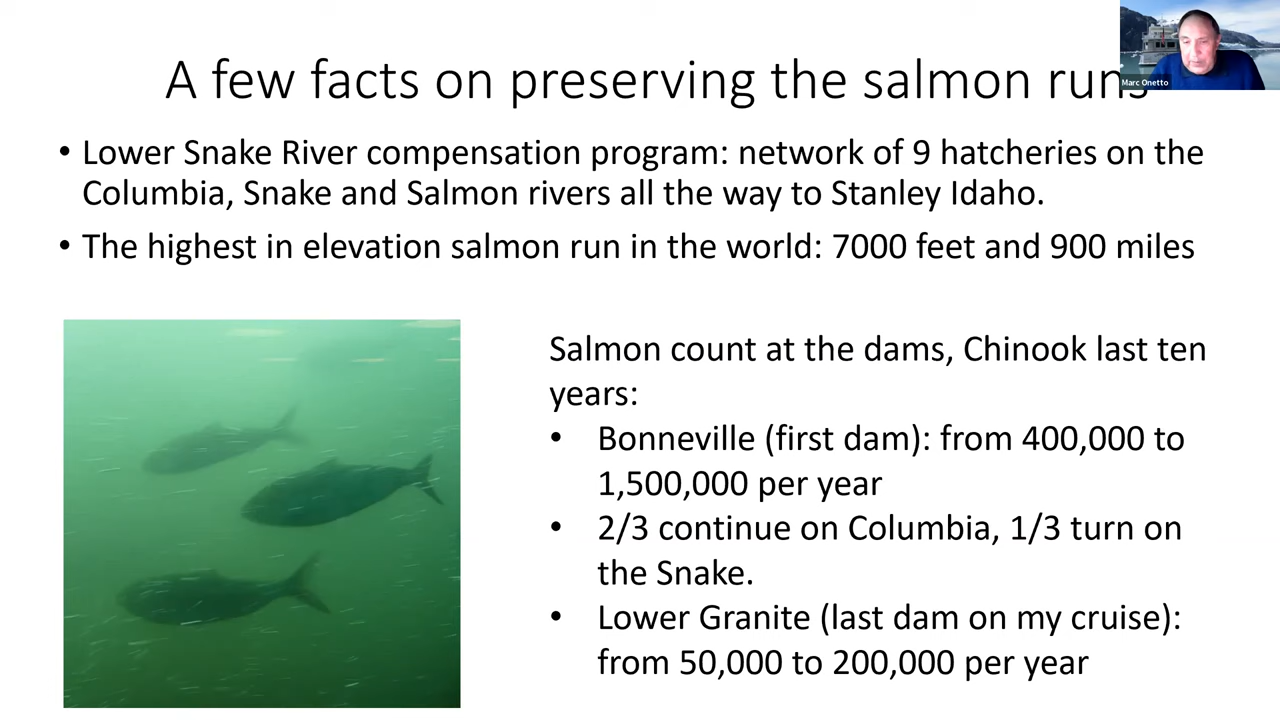 A few facts on preserving the salmon runs
Marc Onetto
• Lower Snake River compensation program: network of 9 hatcheries on the
Columbia, Snake and Salmon rivers all the way to Stanley Idaho.
• The highest in elevation salmon run in the world: 7000 feet and 900 miles
Salmon count at the dams, Chinook last ten
years:
• Bonneville (first dam): from 400,000 to
1,500,000 per year
• 2/3 continue on Columbia, 1/3 turn on
the Snake.
• Lower Granite (last dam on my cruise):
from 50,000 to 200,000 per year